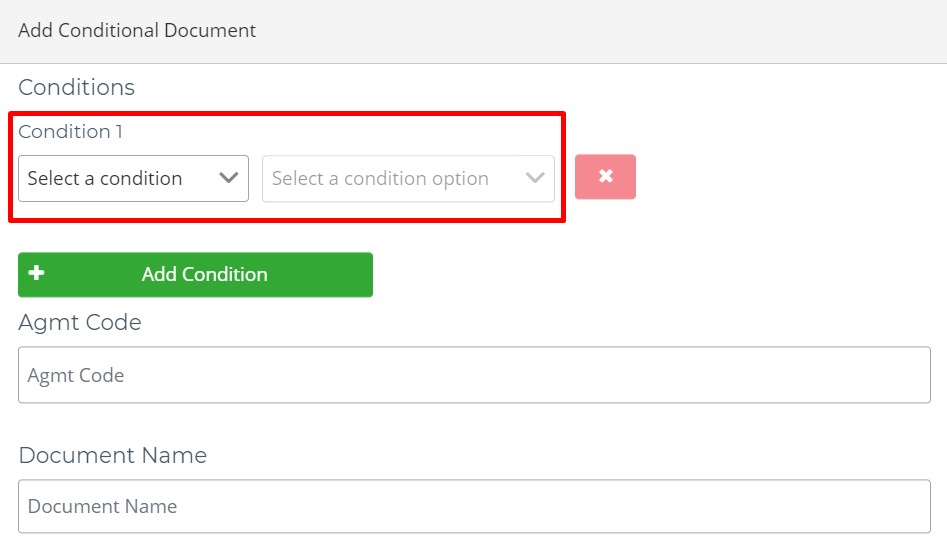 Add Conditional Document
Conditions
Condition 1
Select a condition
Select a condition option
Add Condition
Agmt Code
Agmt Code
Document Name
Document Name